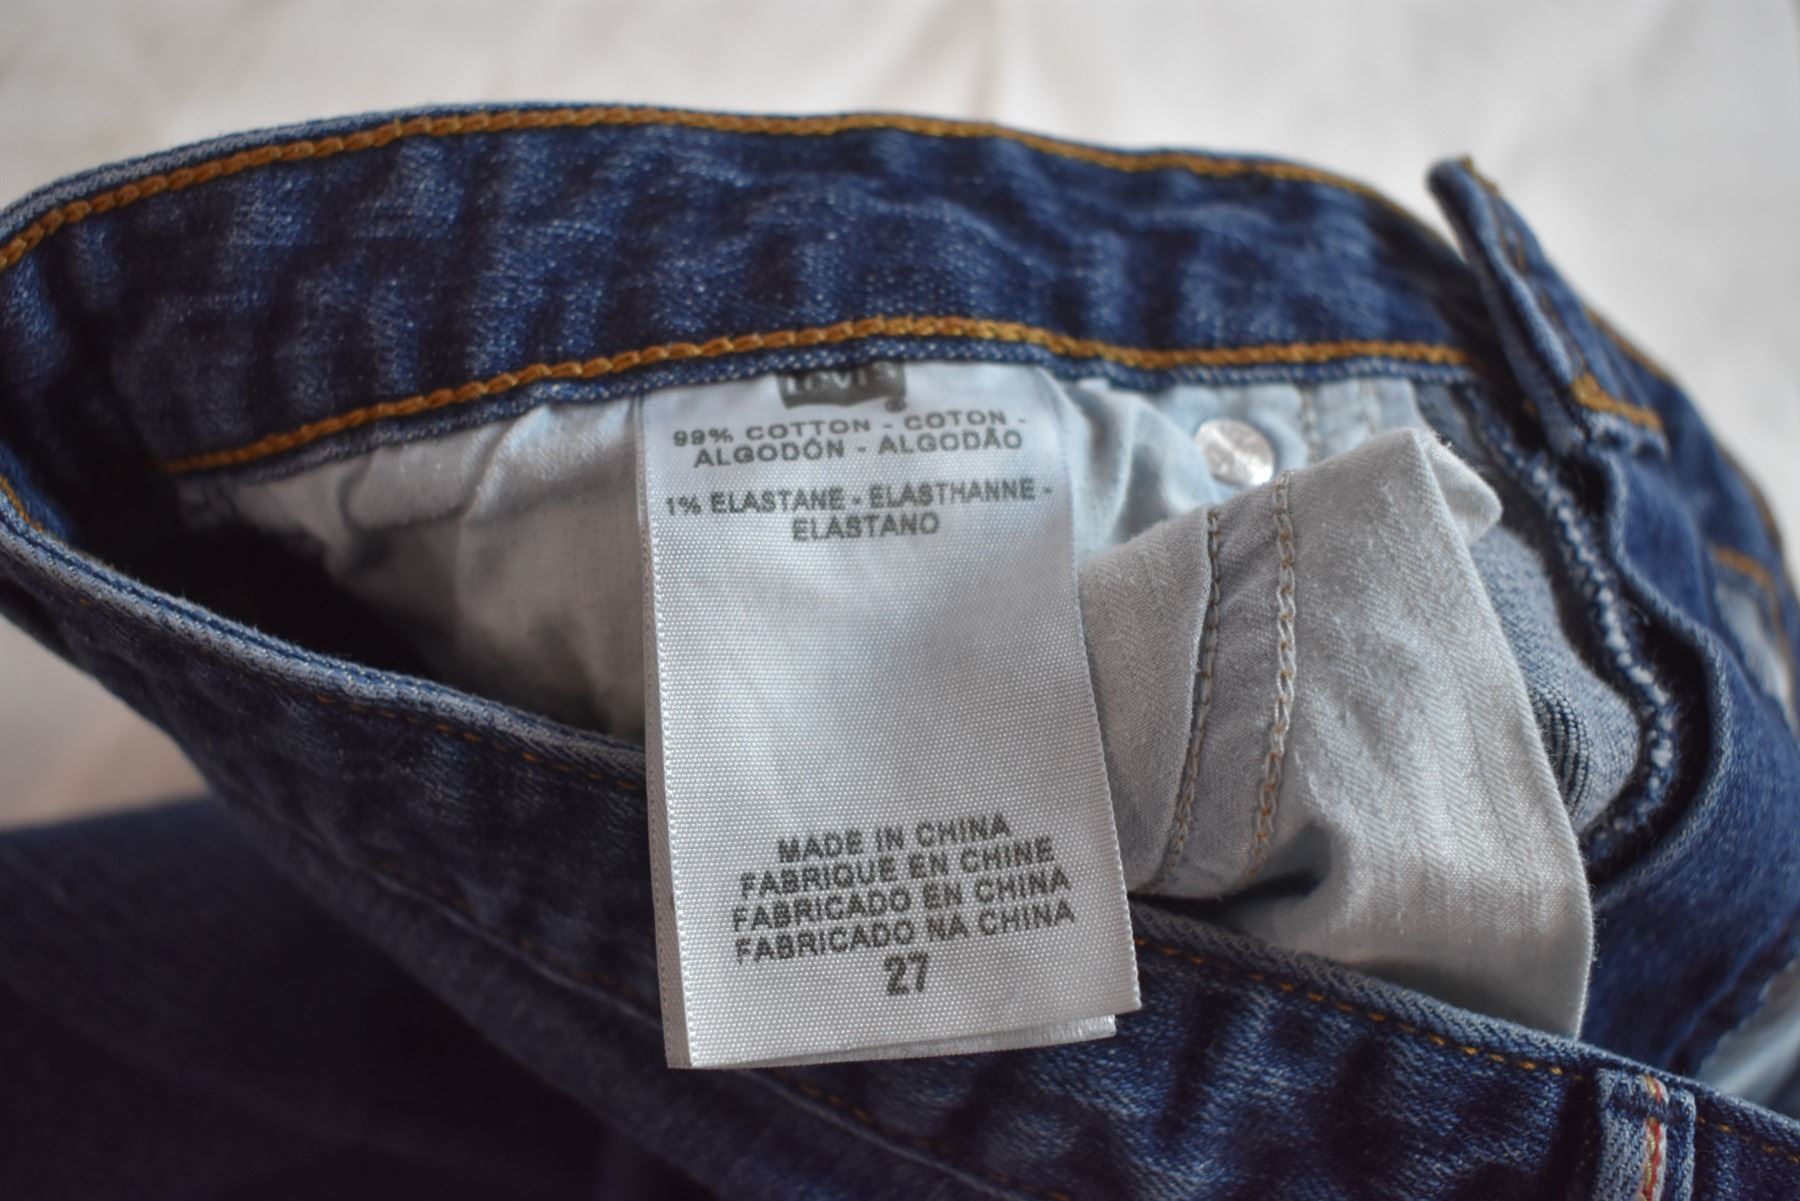 Levi's
®
99% COTTON - COTON -
ALGODÓN - ALGODÃO
1% ELASTANE - ELASTHANNE -
ELASTANO
MADE IN CHINA
FABRIQUE EN CHINE
FABRICADO EN CHINA
FABRICADO NA CHINA
27